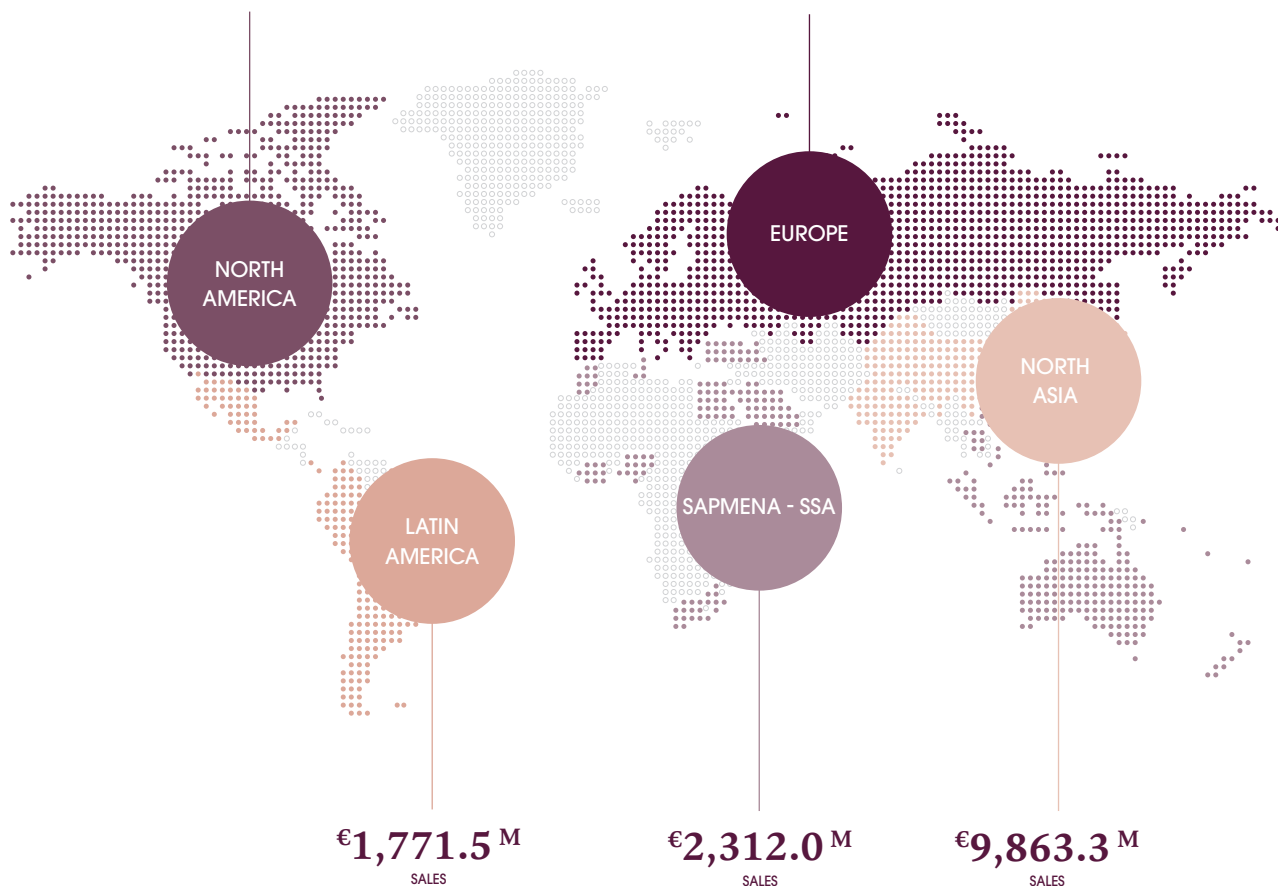 EUROPE
NORTH
AMERICA
NORTH
ASIA
SAPMENA - SSA
LATIN
AMERICA
€1,771.5 M
SALES
€2,312.0 M
SALES
€9,863.3 M
SALES